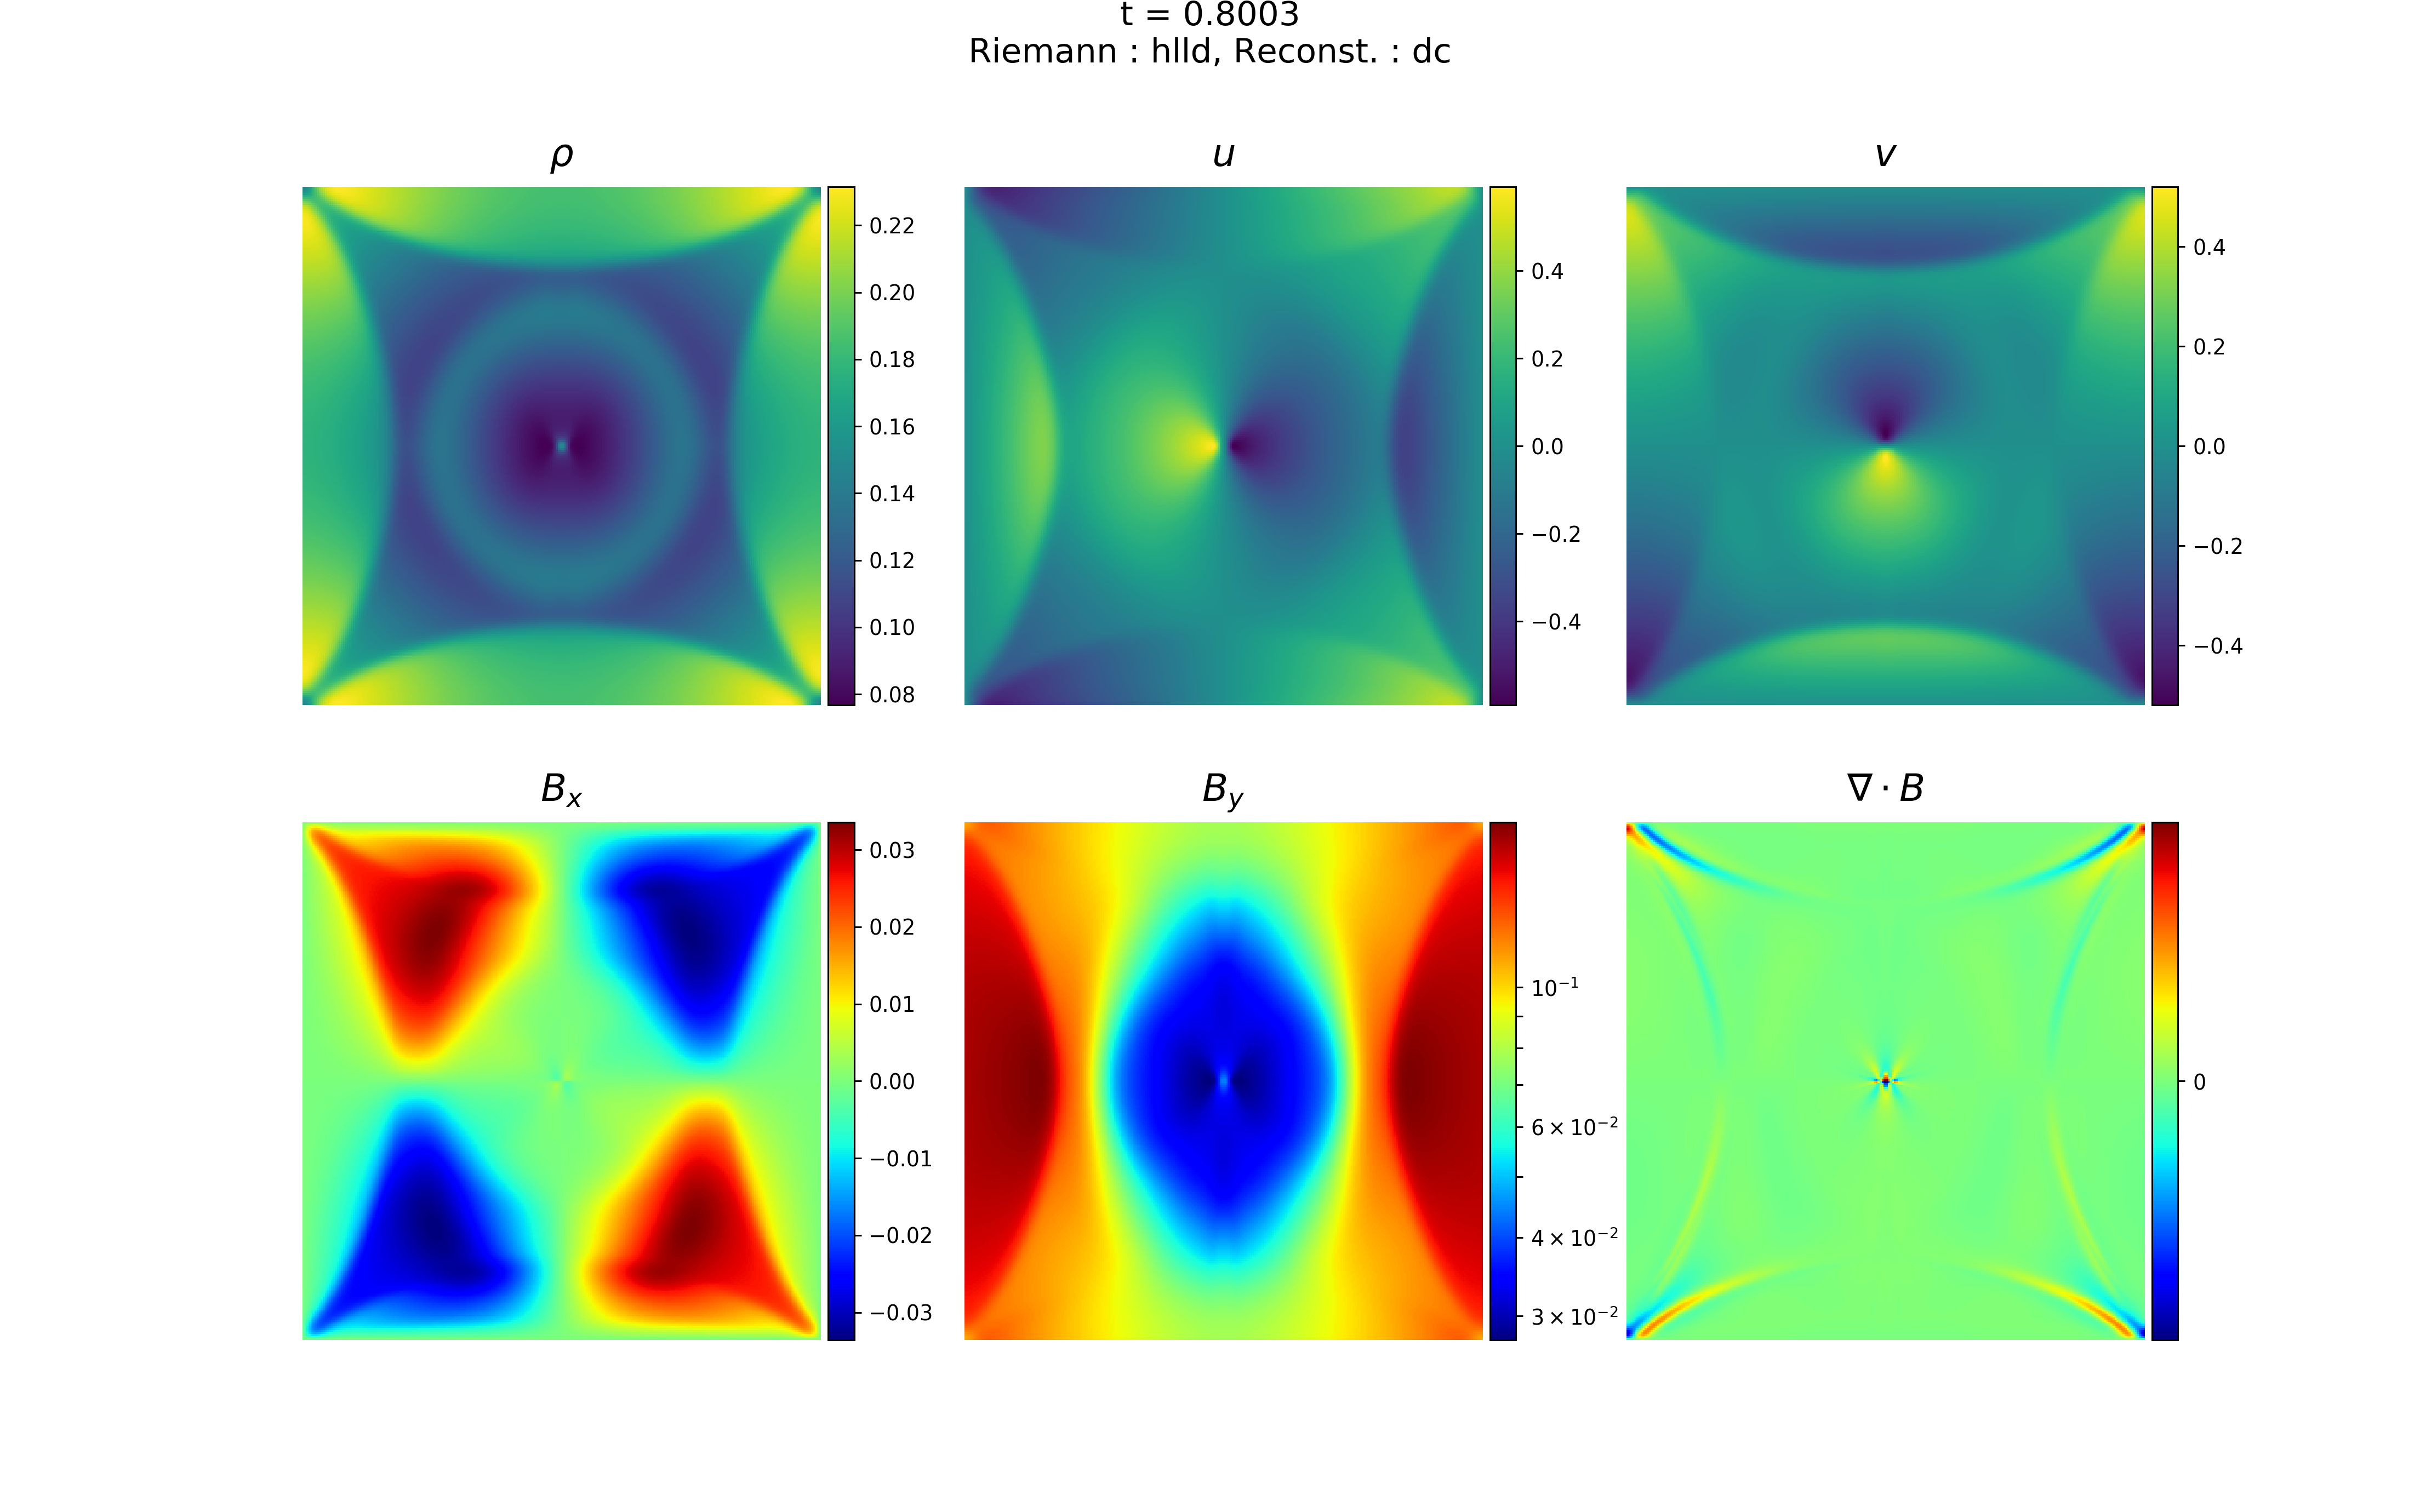 t = 0.8003
Riemann : hlld, Reconst. : dc
ρ
u
v
0.22
0.20
0.18
0.16
0.14
0.12
0.10
0.08
0.4
0.2
0.0
−0.2
−0.4
0.4
0.2
0.0
−0.2
−0.4
Bₓ
B_y
∇ · B
0.03
0.02
0.01
0.00
−0.01
−0.02
−0.03
10⁻¹
6 × 10⁻²
4 × 10⁻²
3 × 10⁻²
0